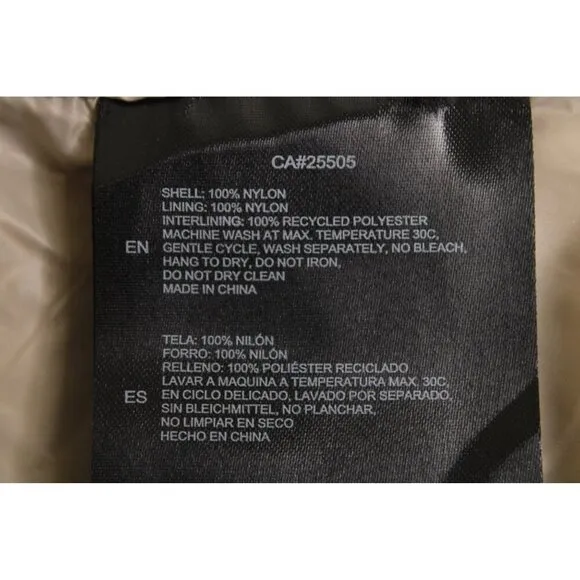 CA#25505
SHELL: 100% NYLON
LINING: 100% NYLON
INTERLINING: 100% RECYCLED POLYESTER
MACHINE WASH AT MAX. TEMPERATURE 30C,
EN GENTLE CYCLE, WASH SEPARATELY, NO BLEACH,
HANG TO DRY, DO NOT IRON,
DO NOT DRY CLEAN
MADE IN CHINA
TELA: 100% NILÓN
FORRO: 100% NILÓN
RELLENO: 100% POLIÉSTER RECICLADO
LAVAR A MAQUINA A TEMPERATURA MAX. 30C,
ES EN CICLO DELICADO, LAVADO POR SEPARADO,
SIN BLEICHMITTEL, NO PLANCHAR,
NO LIMPIAR EN SECO
HECHO EN CHINA